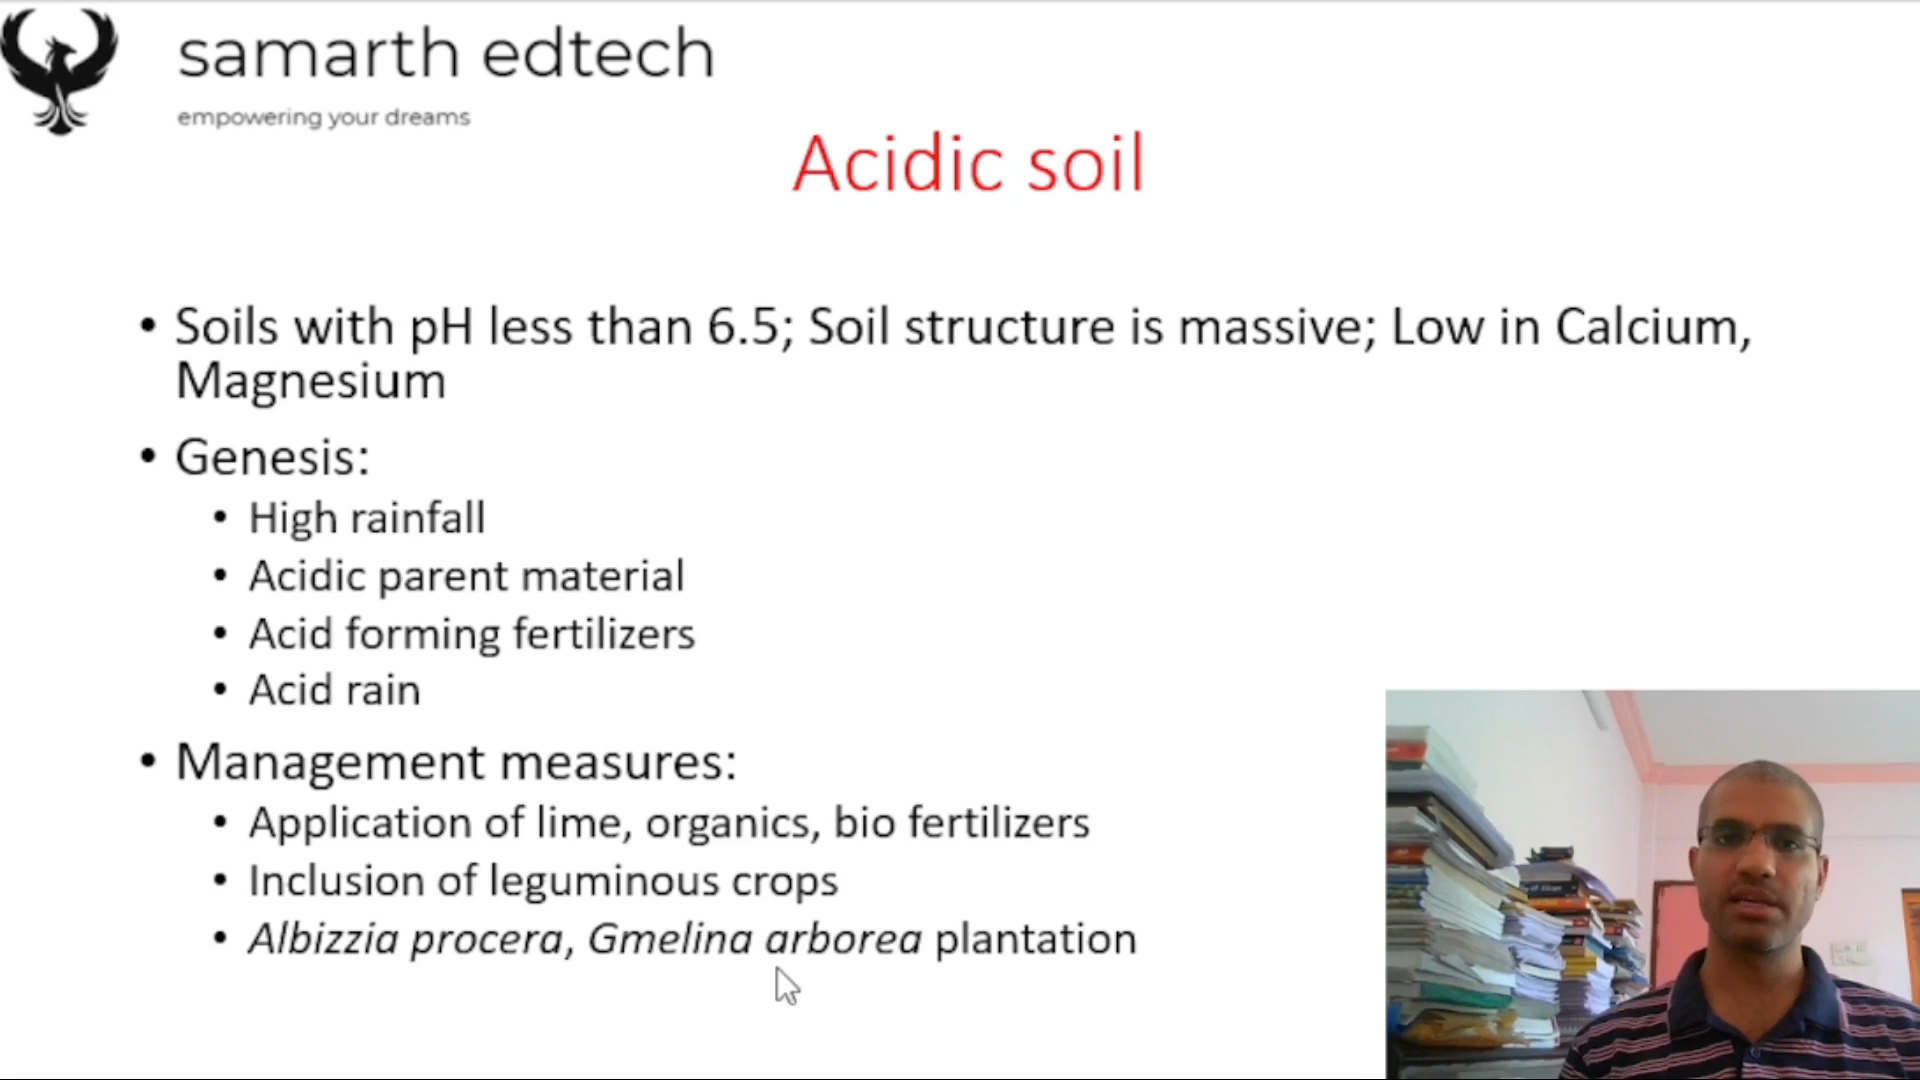 samarth edtech
empowering your dreams
Acidic soil
• Soils with pH less than 6.5; Soil structure is massive; Low in Calcium,
Magnesium
• Genesis:
• High rainfall
• Acidic parent material
• Acid forming fertilizers
• Acid rain
• Management measures:
• Application of lime, organics, bio fertilizers
• Inclusion of leguminous crops
• Albizzia procera, Gmelina arborea plantation